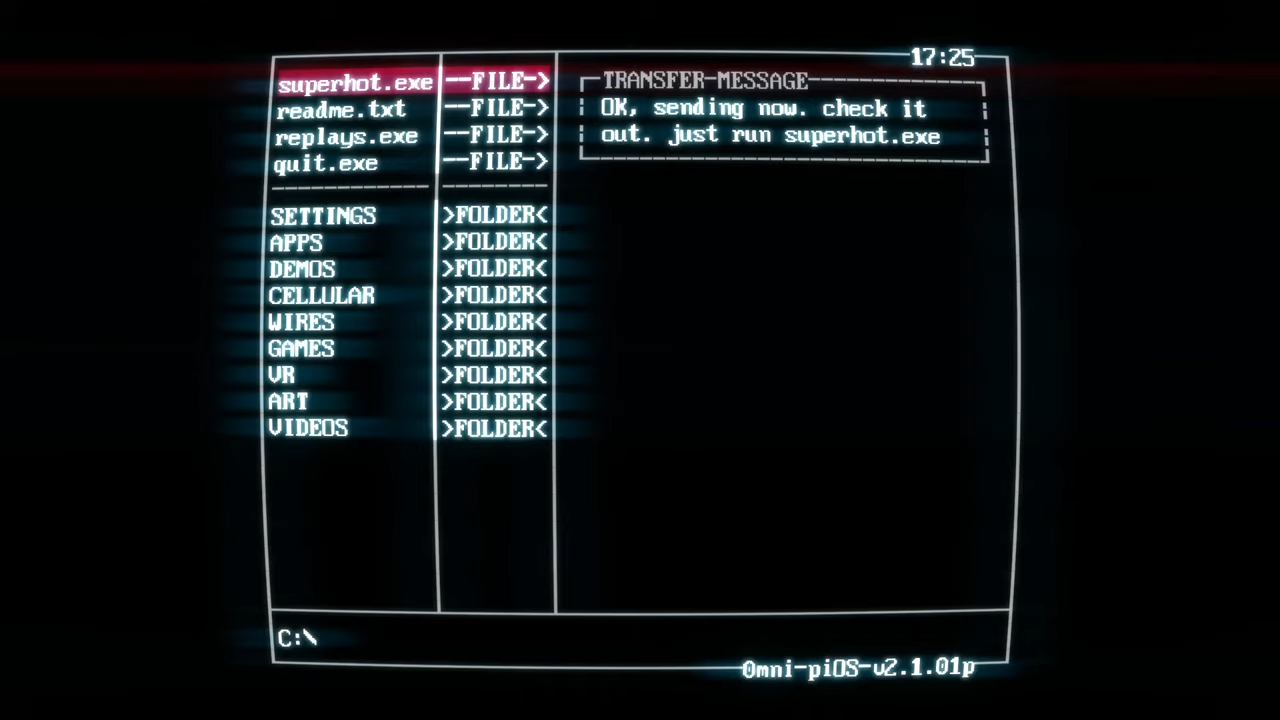 17:25
superhot.exe --FILE->
readme.txt --FILE->
replays.exe --FILE->
quit.exe --FILE->
SETTINGS >FOLDER<
APPS >FOLDER<
DEMOS >FOLDER<
CELLULAR >FOLDER<
WIRES >FOLDER<
GAMES >FOLDER<
VR >FOLDER<
ART >FOLDER<
VIDEOS >FOLDER<
TRANSFER-MESSAGE
OK, sending now. check it
out. just run superhot.exe
C:\
0mni-piOS-v2.1.01p